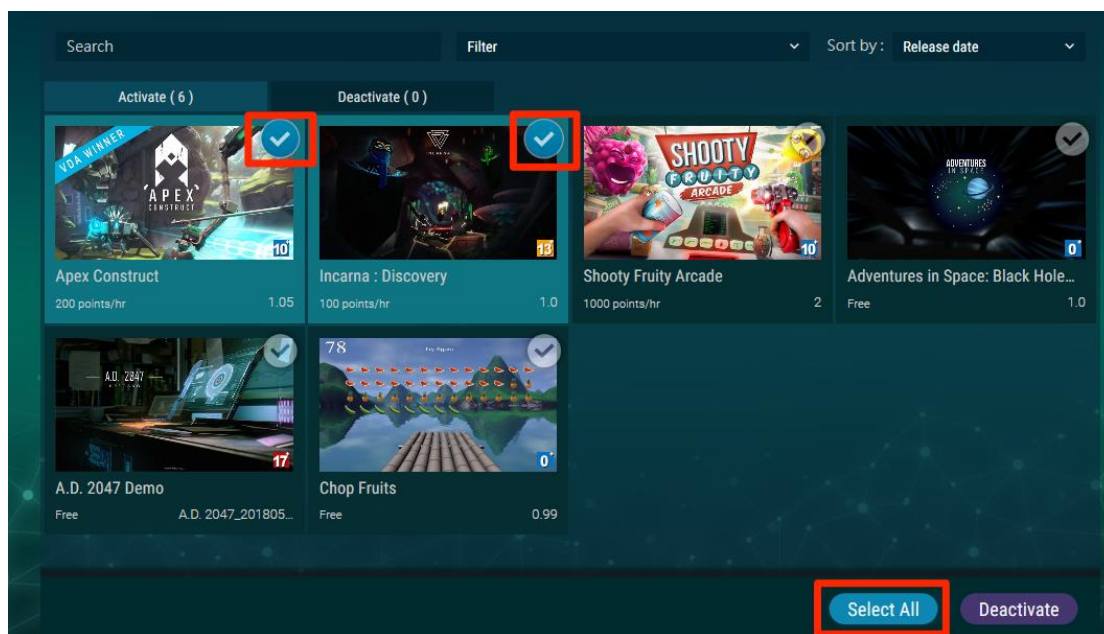 Search
Filter
Sort by :
Release date
Activate ( 6 )
Deactivate ( 0 )
VDA WINNER
APEX
CONSTRUCT
10+
13+
SHOOTY
FRUITY
ARCADE
10+
ADVENTURES
IN SPACE
0+
Apex Construct
200 points/hr
1.05
Incarna : Discovery
100 points/hr
1.0
Shooty Fruity Arcade
1000 points/hr
2
Adventures in Space: Black Hole...
Free
1.0
A.D. 2047
17+
78
0+
A.D. 2047 Demo
Free
A.D. 2047_201805...
Chop Fruits
Free
0.99
Select All
Deactivate